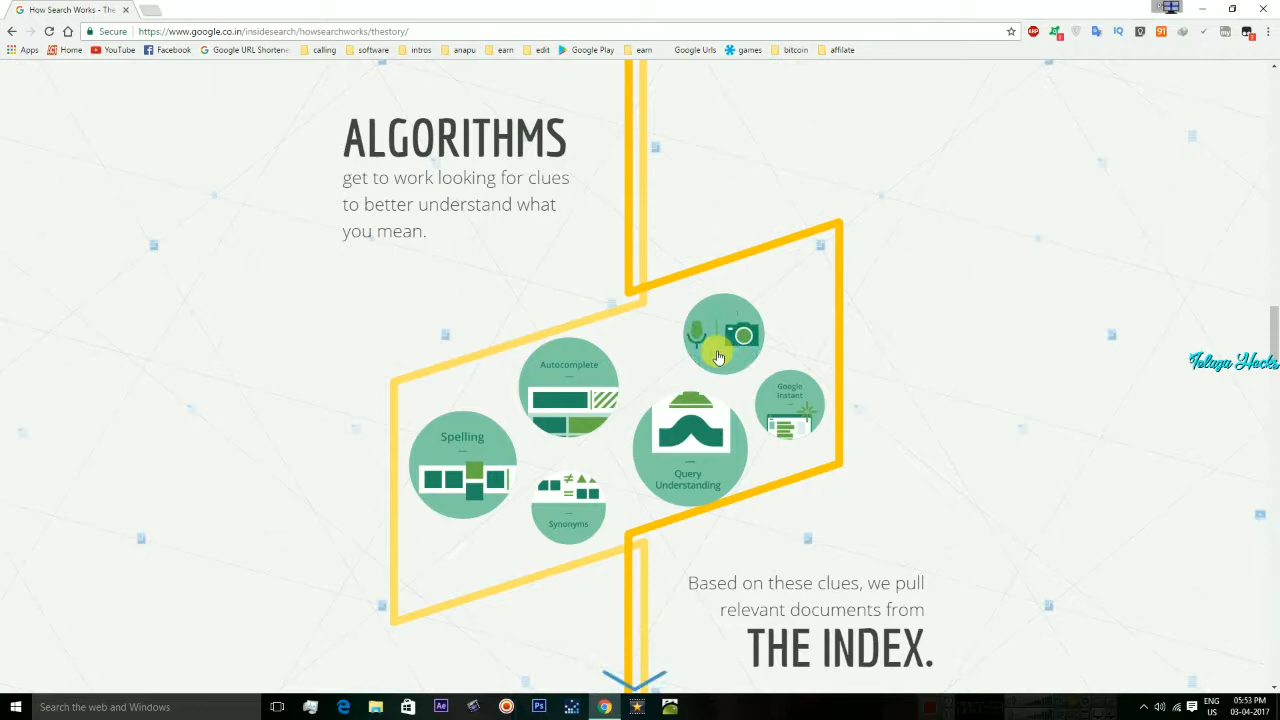 How Search Works - The
Secure
https://www.google.co.in/insidesearch/howsearchworks/thestory/
Apps
Home
YouTube
Facebook
Google URL Shortene
calling
software
intros
anapu
earn
edit
Google Play
earn
Google Urls
games
bitcoin
affilate
ALGORITHMS
get to work looking for clues
to better understand what
you mean.
Autocomplete
Google
Instant
Spelling
Query
Understanding
Synonyms
Telugu Hacks
Based on these clues, we pull
relevant documents from
THE INDEX.
Search the web and Windows
ENG
US
05:53 PM
03-04-2017